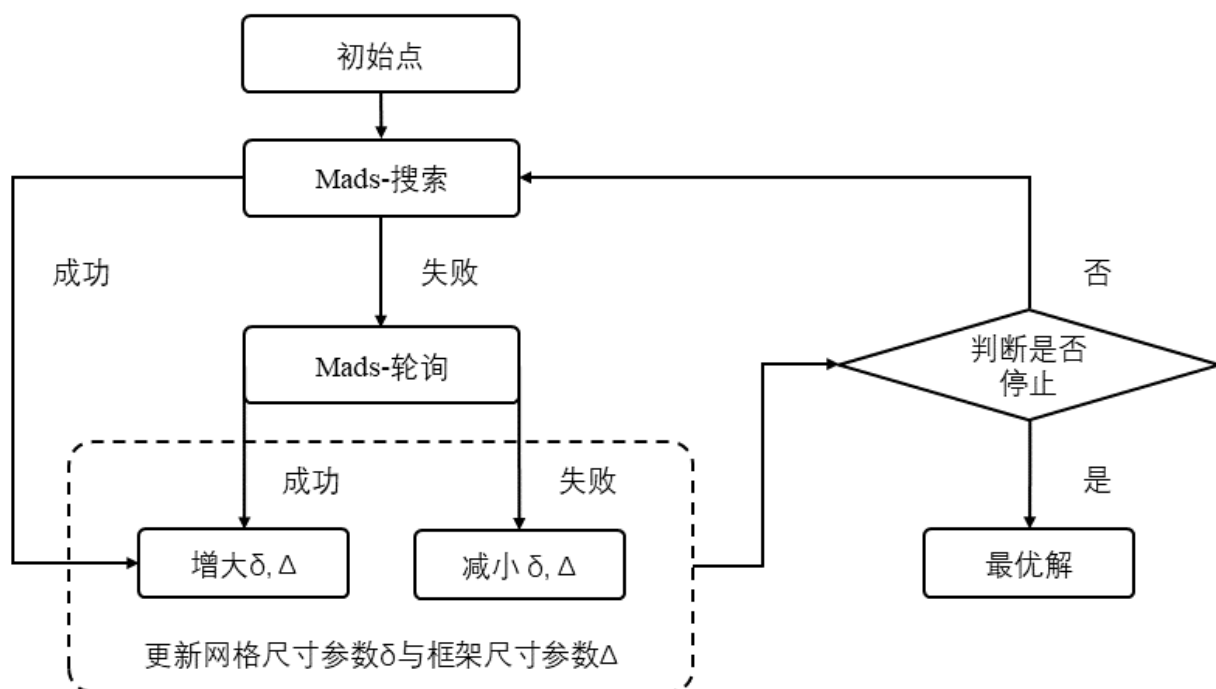 初始点
Mads-搜索
成功
失败
否
Mads-轮询
判断是否
停止
成功
失败
是
增大δ, Δ
减小 δ, Δ
最优解
更新网格尺寸参数δ与框架尺寸参数Δ